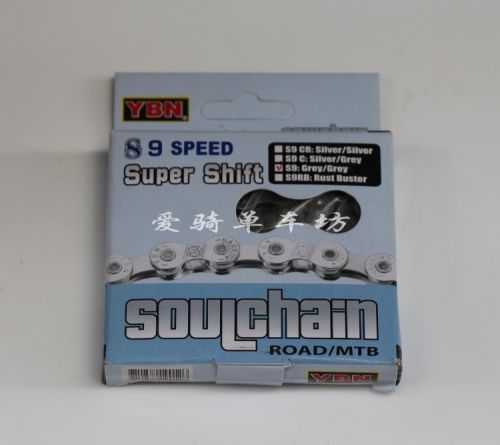 YBN
S 9 SPEED
Super Shift
S9 CR: Silver/Silver
S9 C: Silver/Grey
S9: Grey/Grey
S9RB: Rust Buster
爱骑单车坊
soulchain
ROAD/MTB
YBN